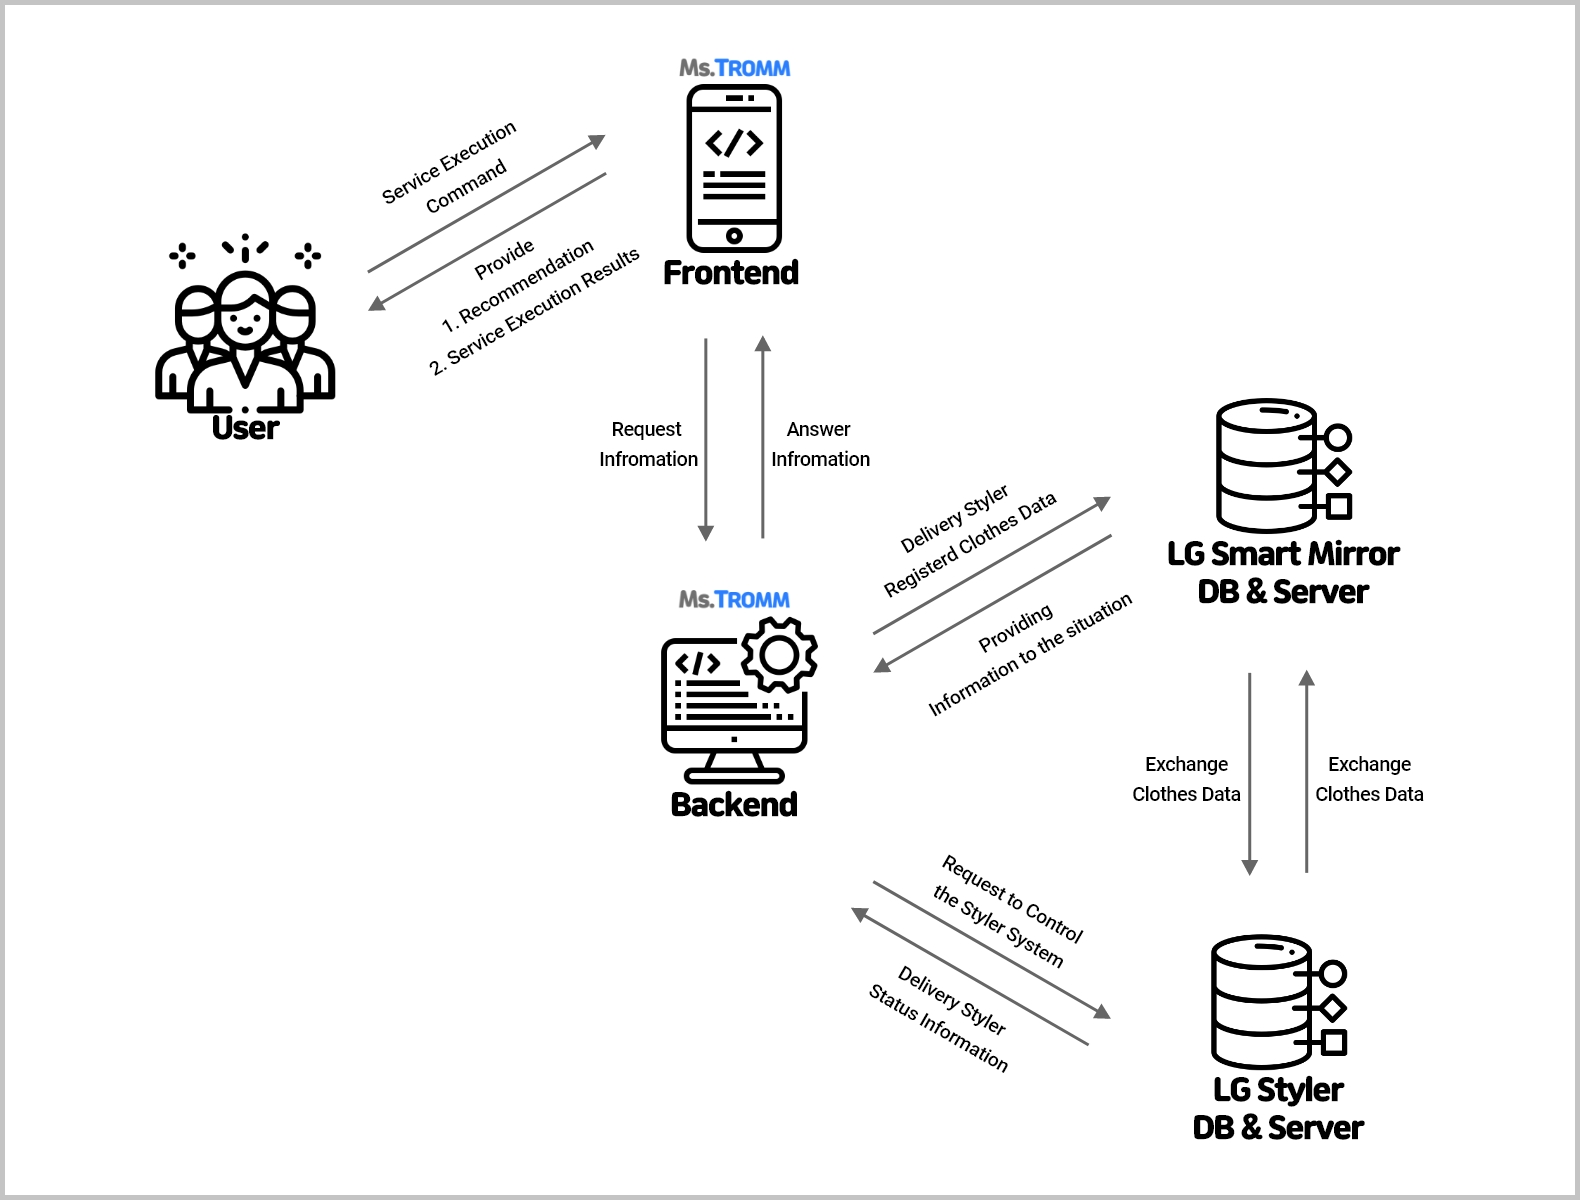 Ms.TROMM
</>
Frontend
Service Execution
Command
Provide
1. Recommendation
2. Service Execution Results
User
Request
Infromation
Answer
Infromation
Ms.TROMM
</>
Backend
Delivery Styler
Registerd Clothes Data
Providing
Information to the situation
LG Smart Mirror
DB & Server
Exchange
Clothes Data
Exchange
Clothes Data
Request to Control
the Styler System
Delivery Styler
Status Information
LG Styler
DB & Server